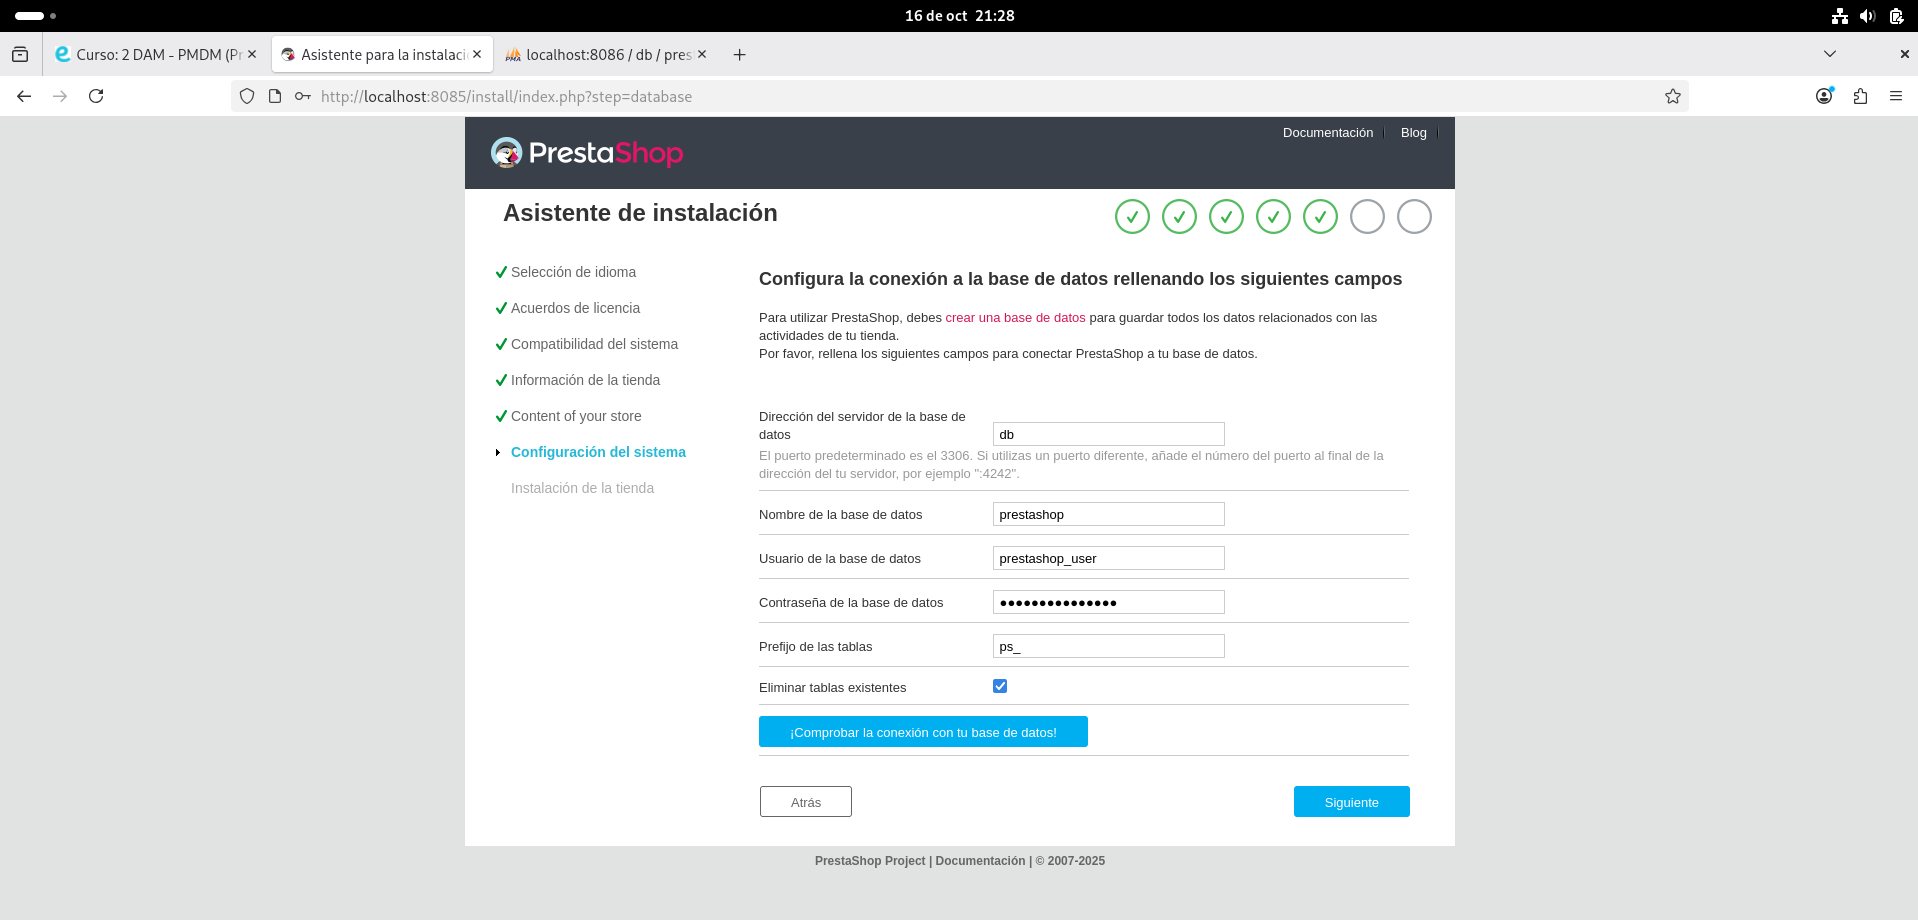 16 de oct 21:28
Curso: 2 DAM - PMDM (Pr
Asistente para la instalaci
localhost:8086 / db / pres
http://localhost:8085/install/index.php?step=database
Documentación
Blog
PrestaShop
Asistente de instalación
Selección de idioma
Acuerdos de licencia
Compatibilidad del sistema
Información de la tienda
Content of your store
Configuración del sistema
Instalación de la tienda
Configura la conexión a la base de datos rellenando los siguientes campos
Para utilizar PrestaShop, debes crear una base de datos para guardar todos los datos relacionados con las
actividades de tu tienda.
Por favor, rellena los siguientes campos para conectar PrestaShop a tu base de datos.
Dirección del servidor de la base de
datos
db
El puerto predeterminado es el 3306. Si utilizas un puerto diferente, añade el número del puerto al final de la
dirección del tu servidor, por ejemplo ":4242".
Nombre de la base de datos
prestashop
Usuario de la base de datos
prestashop_user
Contraseña de la base de datos
●●●●●●●●●●●●●●●
Prefijo de las tablas
ps_
Eliminar tablas existentes
¡Comprobar la conexión con tu base de datos!
Atrás
Siguiente
PrestaShop Project | Documentación | © 2007-2025